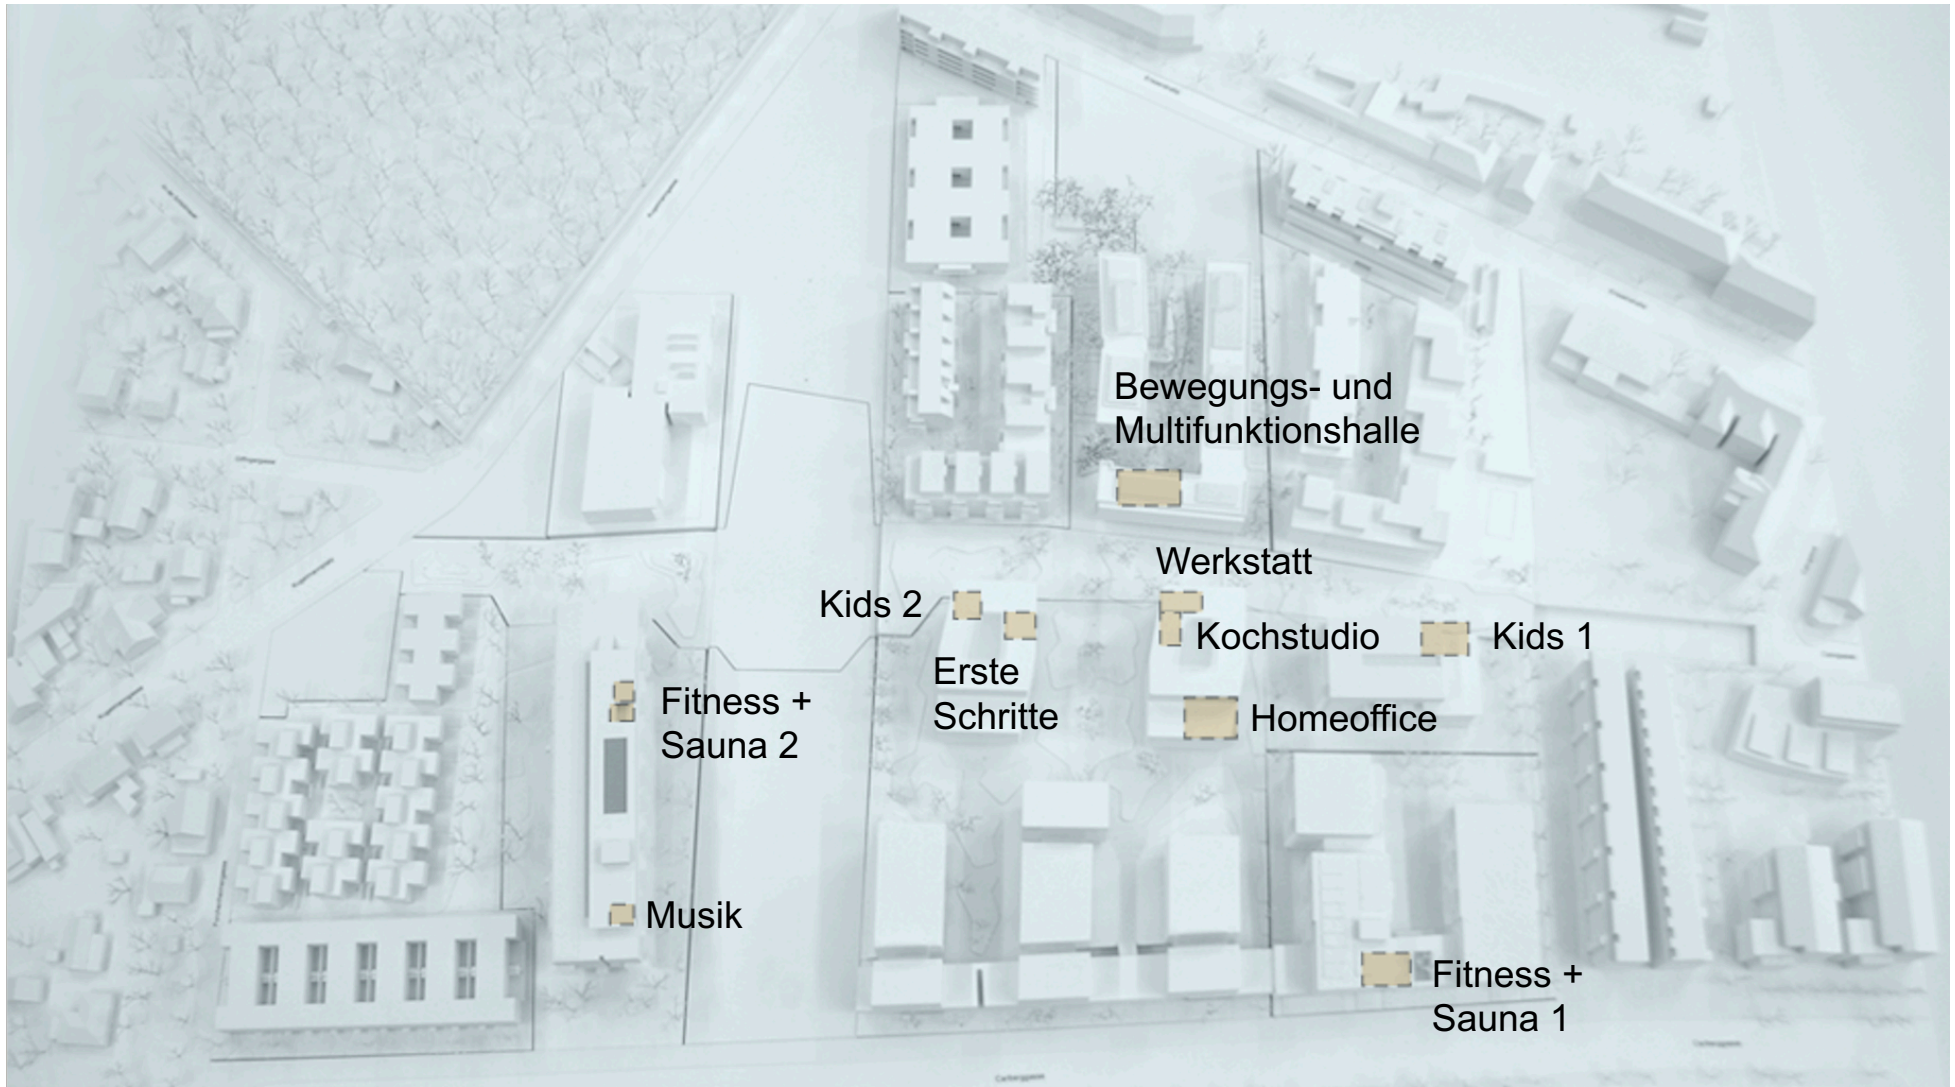 Bewegungs- und
Multifunktionshalle
Werkstatt
Kids 2
Kochstudio
Kids 1
Erste
Schritte
Fitness +
Sauna 2
Homeoffice
Musik
Fitness +
Sauna 1